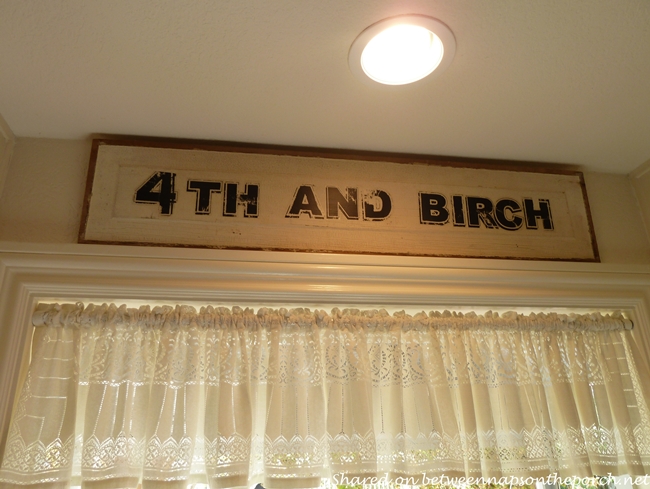 4TH AND BIRCH
Shared on betweennapsontheporch.net